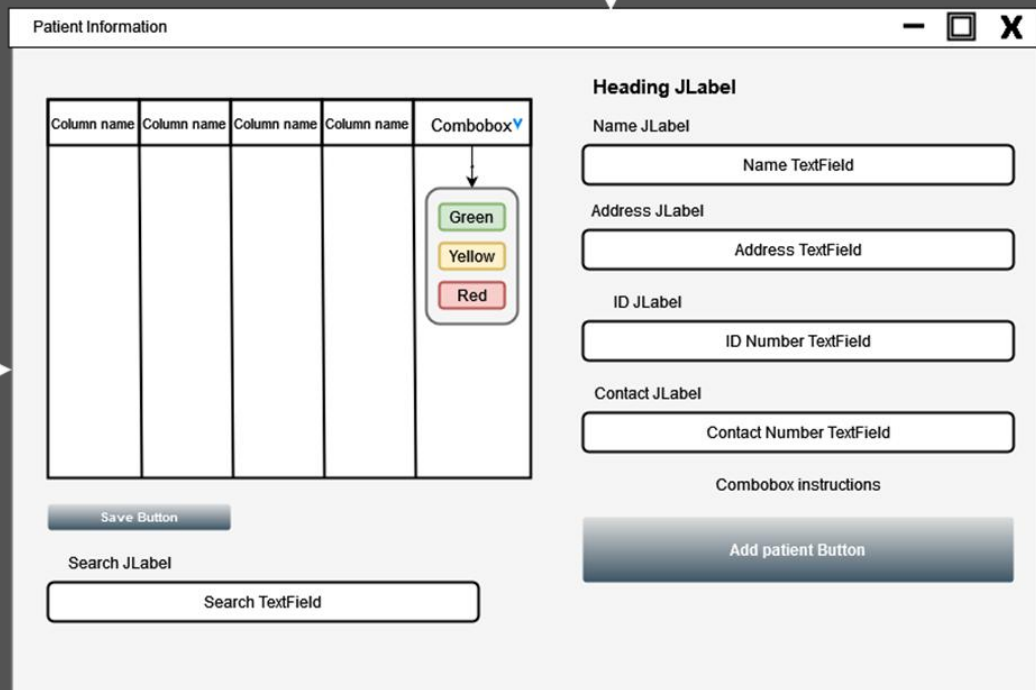 Patient Information
Column name Column name Column name Column name Combobox
Green
Yellow
Red
Save Button
Search JLabel
Search TextField
Heading JLabel
Name JLabel
Name TextField
Address JLabel
Address TextField
ID JLabel
ID Number TextField
Contact JLabel
Contact Number TextField
Combobox instructions
Add patient Button